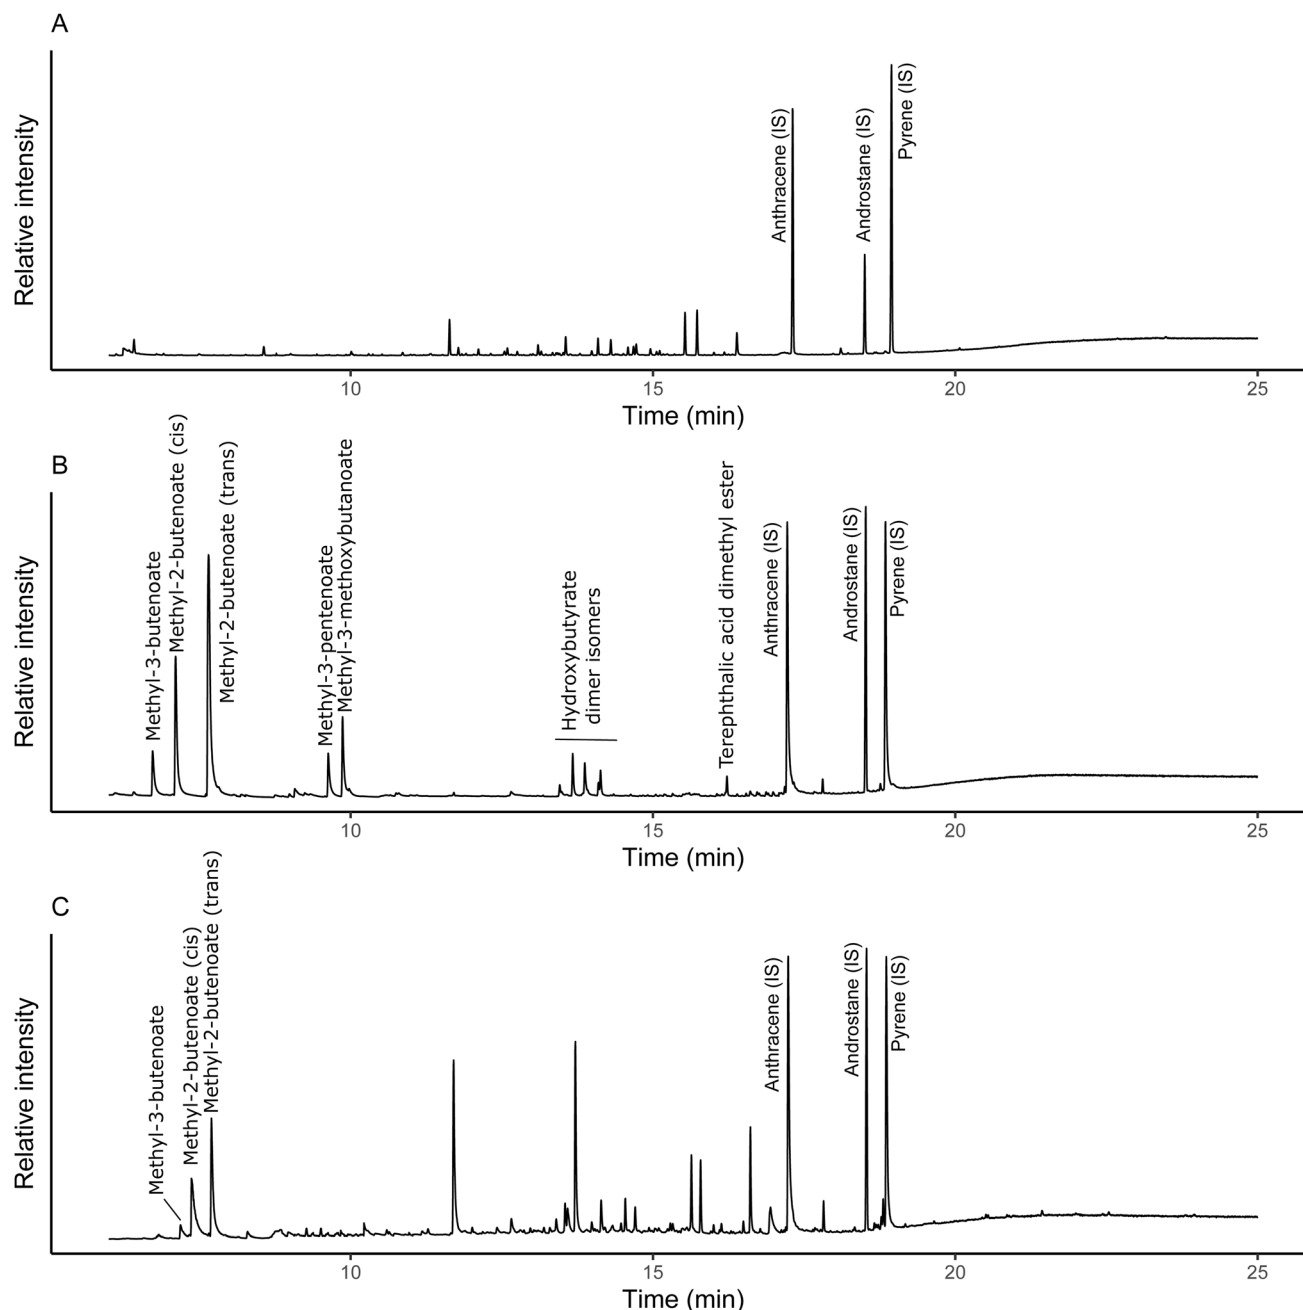 A
Relative intensity
Anthracene (IS)
Androstane (IS)
Pyrene (IS)
10
15
20
25
Time (min)
B
Relative intensity
Methyl-3-butenoate
Methyl-2-butenoate (cis)
Methyl-2-butenoate (trans)
Methyl-3-pentenoate
Methyl-3-methoxybutanoate
Hydroxybutyrate
dimer isomers
Terephthalic acid dimethyl ester
Anthracene (IS)
Androstane (IS)
Pyrene (IS)
10
15
20
25
Time (min)
C
Relative intensity
Methyl-3-butenoate
Methyl-2-butenoate (cis)
Methyl-2-butenoate (trans)
Anthracene (IS)
Androstane (IS)
Pyrene (IS)
10
15
20
25
Time (min)